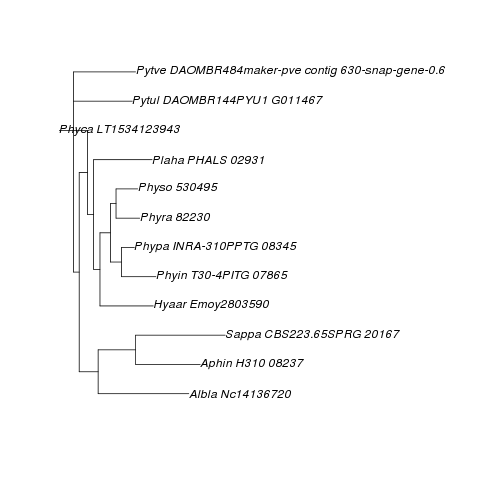 Pytve DAOMBR484maker-pve contig 630-snap-gene-0.6
Pytul DAOMBR144PYU1 G011467
Phyca LT1534123943
Plaha PHALS 02931
Physo 530495
Phyra 82230
Phypa INRA-310PPTG 08345
Phyin T30-4PITG 07865
Hyaar Emoy2803590
Sappa CBS223.65SPRG 20167
Aphin H310 08237
Albla Nc14136720